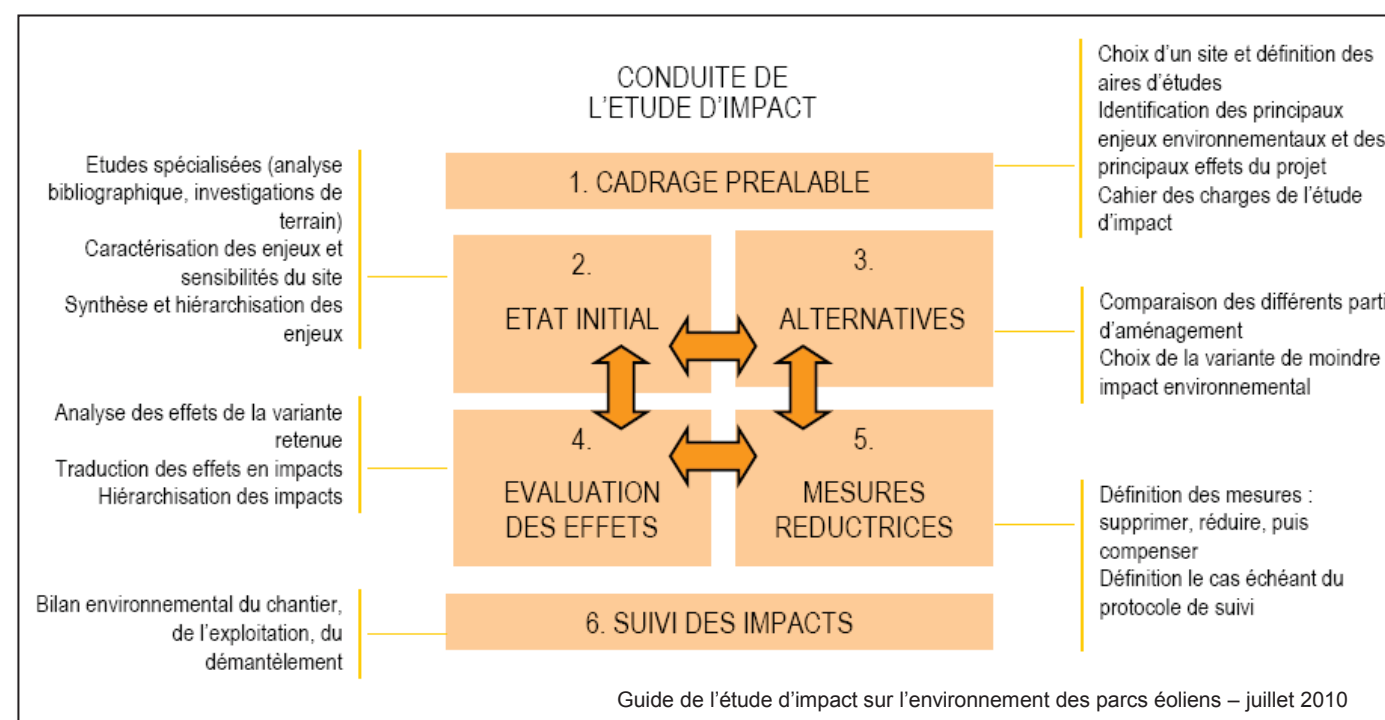 CONDUITE DE
L'ETUDE D'IMPACT
Choix d'un site et définition des
aires d'études
Identification des principaux
enjeux environnementaux et des
principaux effets du projet
Cahier des charges de l'étude
d'impact
1. CADRAGE PREALABLE
Etudes spécialisées (analyse
bibliographique, investigations de
terrain)
Caractérisation des enjeux et
sensibilités du site
Synthèse et hiérarchisation des
enjeux
2.
ETAT INITIAL
3.
ALTERNATIVES
Comparaison des différents parti
d'aménagement
Choix de la variante de moindre
impact environnemental
Analyse des effets de la variante
retenue
Traduction des effets en impacts
Hiérarchisation des impacts
4.
EVALUATION
DES EFFETS
5.
MESURES
REDUCTRICES
Définition des mesures :
supprimer, réduire, puis
compenser
Définition le cas échéant du
protocole de suivi
Bilan environnemental du chantier,
de l'exploitation, du
démantèlement
6. SUIVI DES IMPACTS
Guide de l'étude d'impact sur l'environnement des parcs éoliens – juillet 2010